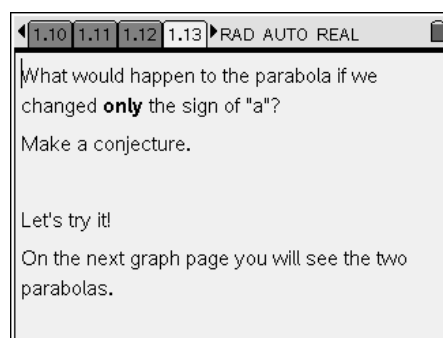 1.10 1.11 1.12 1.13 RAD AUTO REAL
What would happen to the parabola if we
changed only the sign of "a"?
Make a conjecture.
Let's try it!
On the next graph page you will see the two
parabolas.